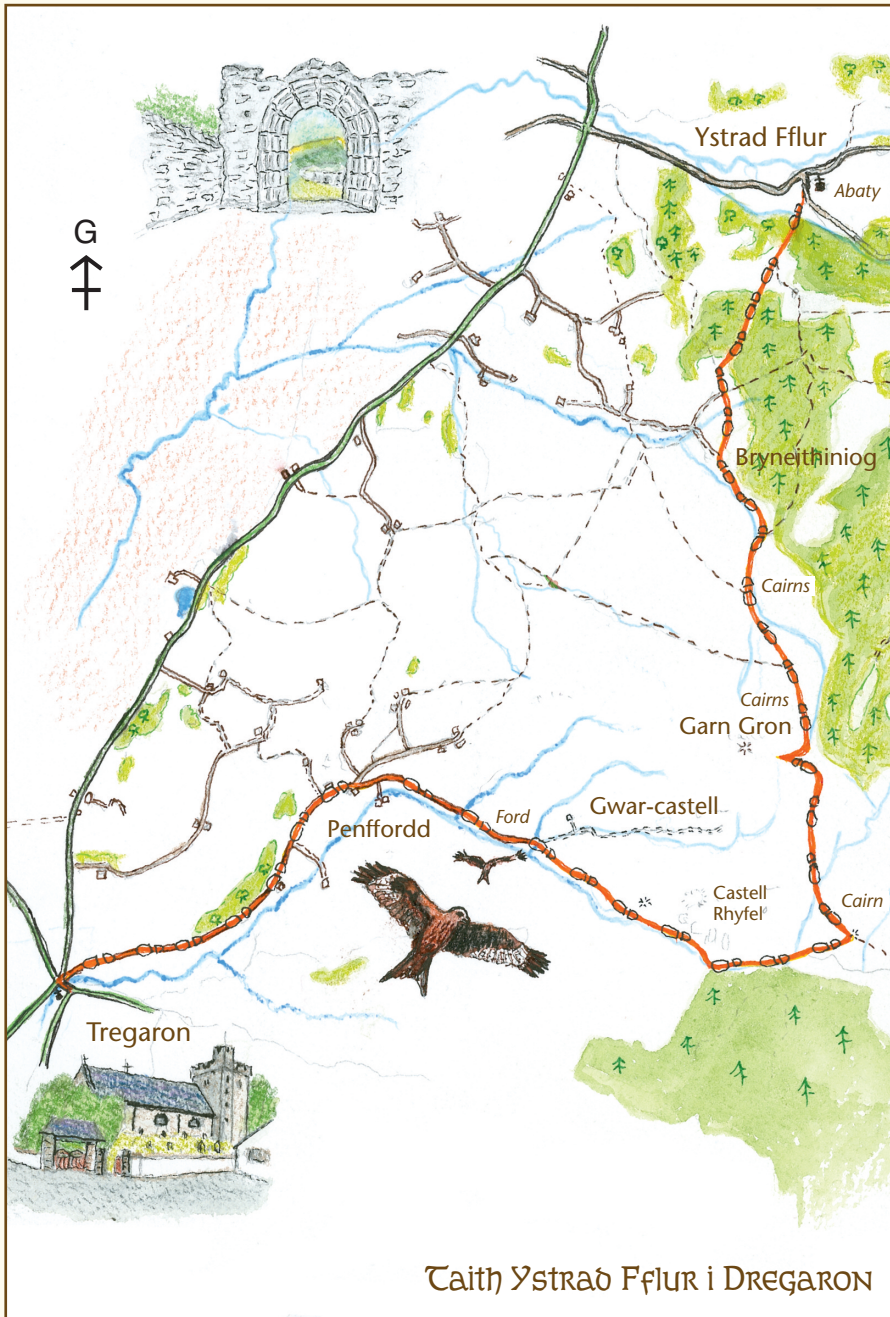 Ystrad Fflur
Abaty
G
Bryneithiniog
Cairns
Cairns
Garn Gron
Gwar-castell
Ford
Penffordd
Castell
Rhyfel
Cairn
Tregaron
Taith Ystrad Fflur i Dregaron